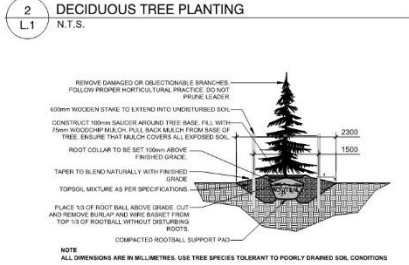 2
L.1
DECIDUOUS TREE PLANTING
N.T.S.
REMOVE DAMAGED OR OBJECTIONABLE BRANCHES.
FOLLOW PROPER HORTICULTURAL PRACTICE. DO NOT
PRUNE LEADER
600mm WOODEN STAKE TO EXTEND INTO UNDISTURBED SOIL
CONSTRUCT 100mm SAUCER AROUND TREE BASE. FILL WITH
75mm WOODCHIP MULCH. PULL BACK MULCH FROM BASE OF
TREE. ENSURE THAT MULCH COVERS ALL EXPOSED SOIL
ROOT COLLAR TO BE SET 100mm ABOVE
FINISHED GRADE.
TAPER TO BLEND NATURALLY WITH FINISHED
GRADE
TOPSOIL MIXTURE AS PER SPECIFICATIONS
PLACE 1/3 OF ROOT BALL ABOVE GRADE. CUT
AND REMOVE BURLAP AND WIRE BASKET FROM
TOP 1/3 OF ROOTBALL WITHOUT DISTURBING
ROOTS.
COMPACTED ROOTBALL SUPPORT PAD
2300
1500
NOTE
ALL DIMENSIONS ARE IN MILLIMETRES. USE TREE SPECIES TOLERANT TO POORLY DRAINED SOIL CONDITIONS